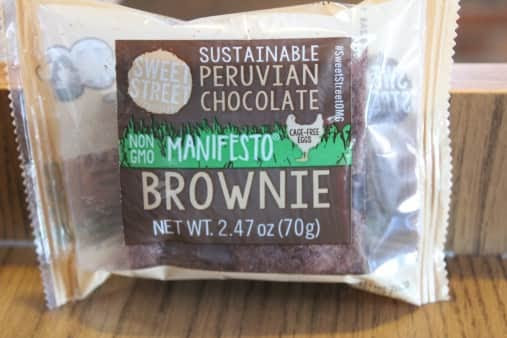 SWEET
STREET
SUSTAINABLE
PERUVIAN
CHOCOLATE
#SweetStreetOMG
NON
GMO
MANIFESTO
CAGE-FREE
EGGS
BROWNIE
NET WT. 2.47 oz (70g)